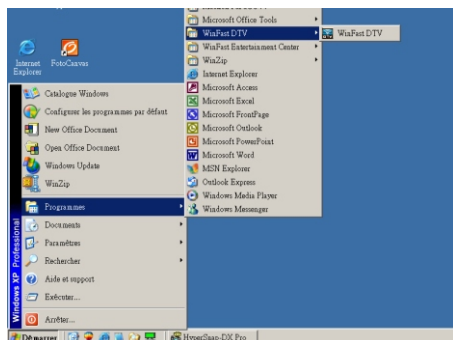 Microsoft Office Tools
WinFast DTV
WinFast DTV
WinFast Entertainment Center
WinZip
Internet Explorer
Microsoft Access
Microsoft Excel
Microsoft FrontPage
Microsoft Outlook
Microsoft PowerPoint
Microsoft Word
MSN Explorer
Outlook Express
Windows Media Player
Windows Messenger
Internet
Explorer
FotoCanvas
Catalogue Windows
Configurer les programmes par défaut
New Office Document
Open Office Document
Windows Update
WinZip
Programmes
Documents
Paramètres
Rechercher
Aide et support
Exécuter...
Arrêter...
Windows XP Professional
Démarrer
HyperSnap-DX Pro